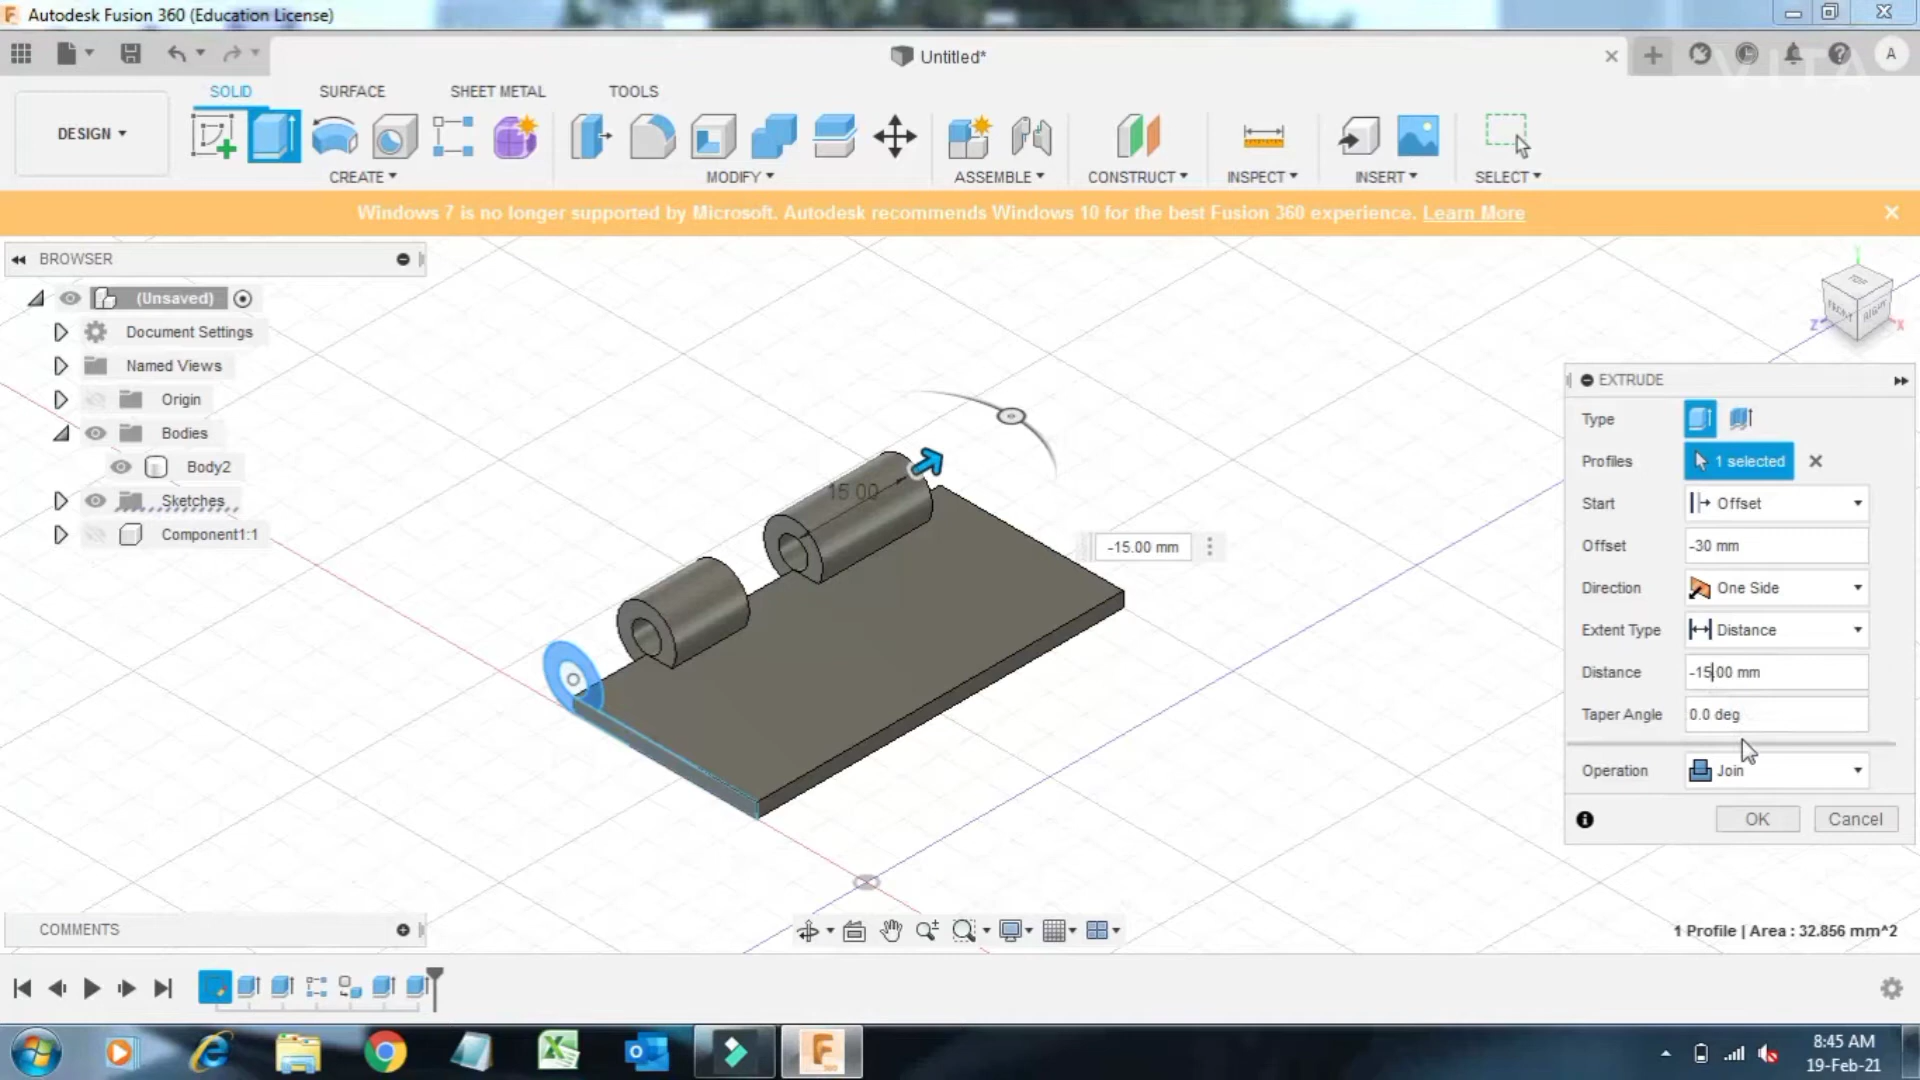 Autodesk Fusion 360 (Education License)
Untitled*
A
VITA
SOLID
SURFACE
SHEET METAL
TOOLS
DESIGN
CREATE
MODIFY
ASSEMBLE
CONSTRUCT
INSPECT
INSERT
SELECT
Windows 7 is no longer supported by Microsoft. Autodesk recommends Windows 10 for the best Fusion 360 experience. Learn More
BROWSER
(Unsaved)
Document Settings
Named Views
Origin
Bodies
Body2
Sketches
Component1:1
TOP
FRONT
RIGHT
Z
X
15.00
-15.00 mm
EXTRUDE
Type
Profiles
1 selected
Start
Offset
Offset
-30 mm
Direction
One Side
Extent Type
Distance
Distance
-15.00 mm
Taper Angle
0.0 deg
Operation
Join
OK
Cancel
COMMENTS
1 Profile | Area : 32.856 mm^2
8:45 AM
19-Feb-21